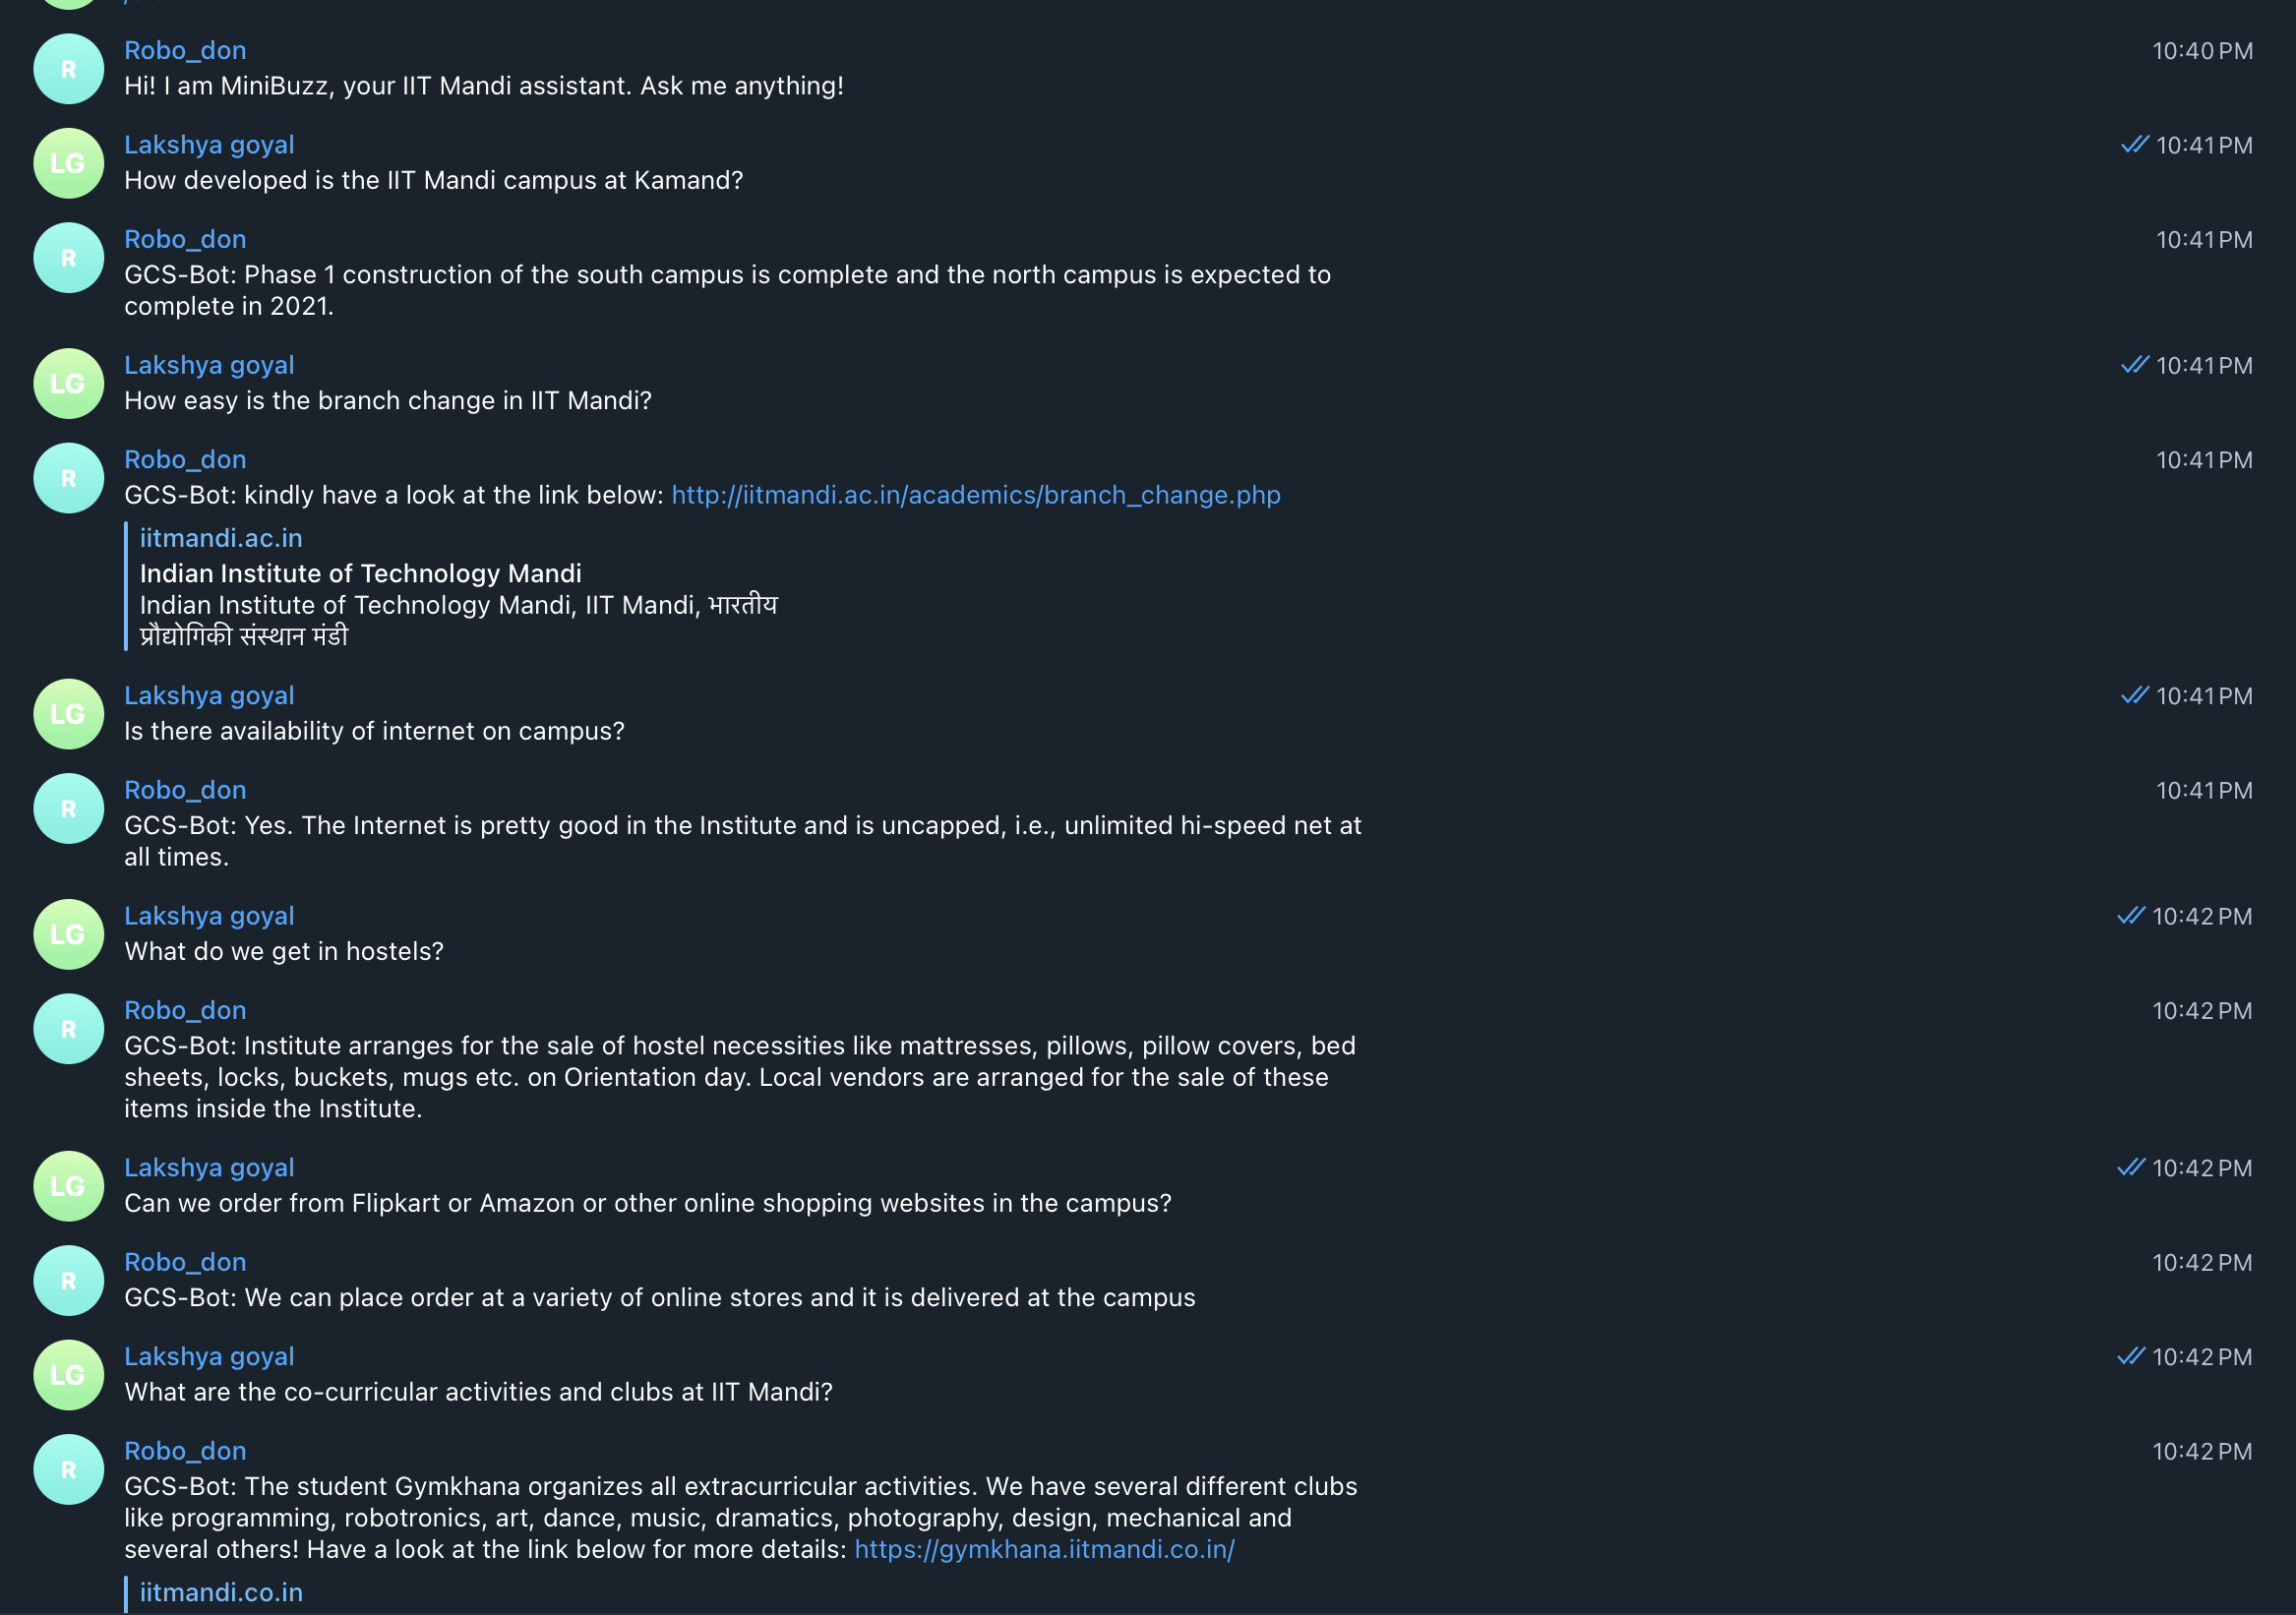 Robo_don 10:40 PM
R
Hi! I am MiniBuzz, your IIT Mandi assistant. Ask me anything!
Lakshya goyal 10:41 PM
LG
How developed is the IIT Mandi campus at Kamand?
Robo_don 10:41 PM
R
GCS-Bot: Phase 1 construction of the south campus is complete and the north campus is expected to
complete in 2021.
Lakshya goyal 10:41 PM
LG
How easy is the branch change in IIT Mandi?
Robo_don 10:41 PM
R
GCS-Bot: kindly have a look at the link below: http://iitmandi.ac.in/academics/branch_change.php
iitmandi.ac.in
Indian Institute of Technology Mandi
Indian Institute of Technology Mandi, IIT Mandi, भारतीय
प्रौद्योगिकी संस्थान मंडी
Lakshya goyal 10:41 PM
LG
Is there availability of internet on campus?
Robo_don 10:41 PM
R
GCS-Bot: Yes. The Internet is pretty good in the Institute and is uncapped, i.e., unlimited hi-speed net at
all times.
Lakshya goyal 10:42 PM
LG
What do we get in hostels?
Robo_don 10:42 PM
R
GCS-Bot: Institute arranges for the sale of hostel necessities like mattresses, pillows, pillow covers, bed
sheets, locks, buckets, mugs etc. on Orientation day. Local vendors are arranged for the sale of these
items inside the Institute.
Lakshya goyal 10:42 PM
LG
Can we order from Flipkart or Amazon or other online shopping websites in the campus?
Robo_don 10:42 PM
R
GCS-Bot: We can place order at a variety of online stores and it is delivered at the campus
Lakshya goyal 10:42 PM
LG
What are the co-curricular activities and clubs at IIT Mandi?
Robo_don 10:42 PM
R
GCS-Bot: The student Gymkhana organizes all extracurricular activities. We have several different clubs
like programming, robotronics, art, dance, music, dramatics, photography, design, mechanical and
several others! Have a look at the link below for more details: https://gymkhana.iitmandi.co.in/
iitmandi.co.in